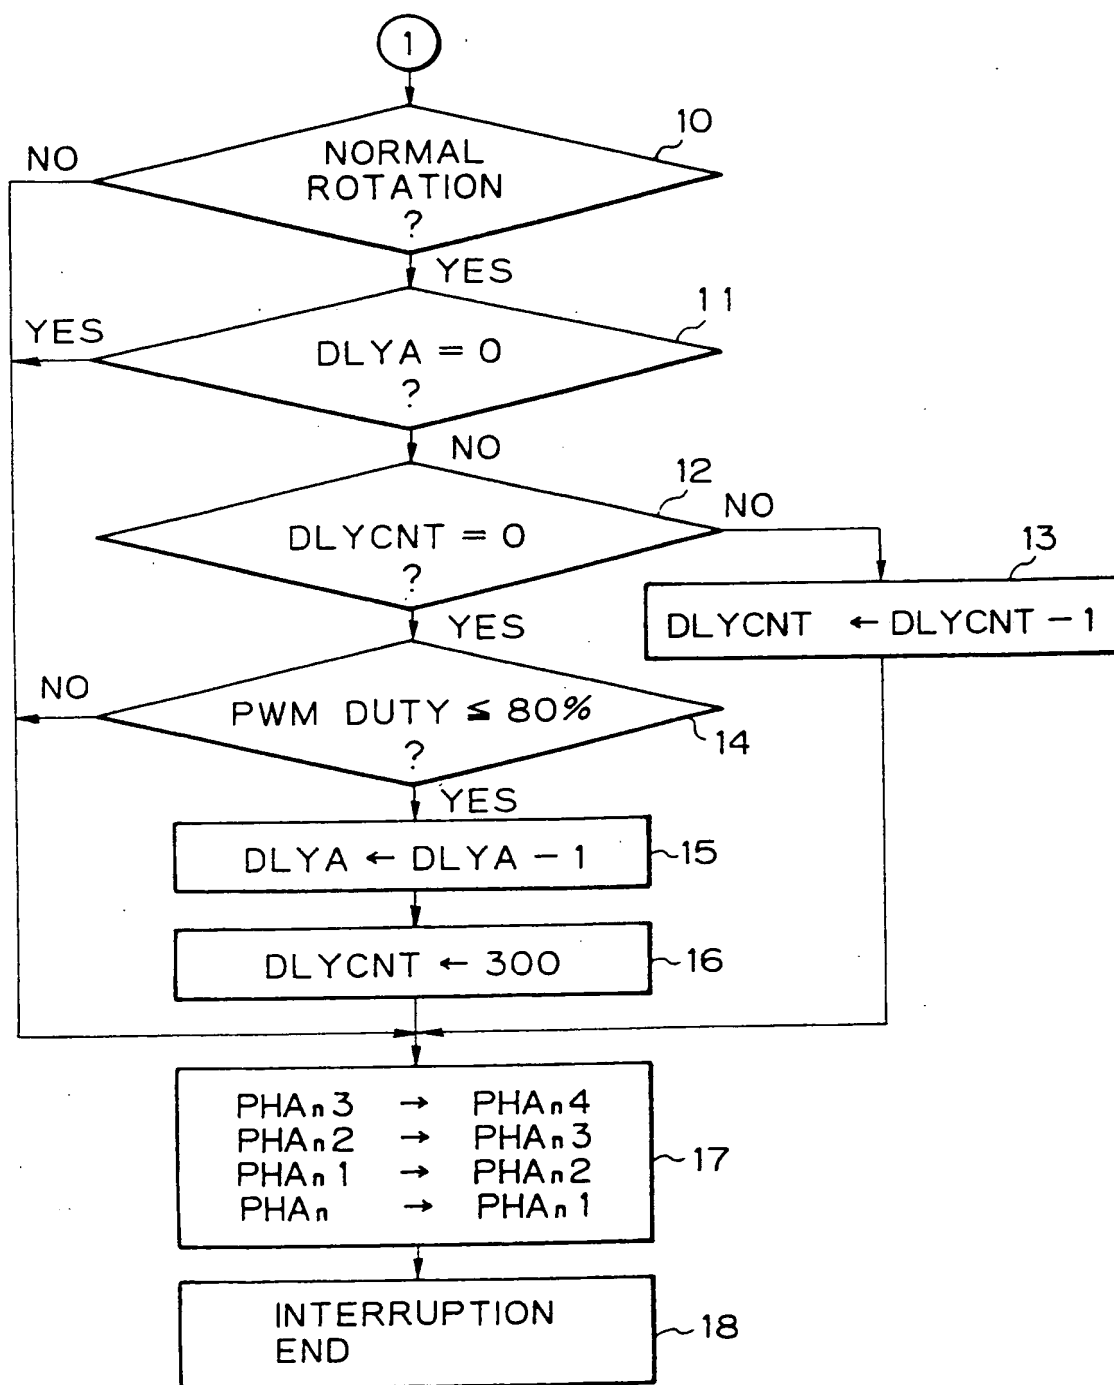 1
10
NO
NORMAL
ROTATION
?
YES
11
YES
DLYA = 0
?
NO
12
NO
DLYCNT = 0
?
13
DLYCNT ← DLYCNT - 1
YES
NO
PWM DUTY ≦ 80%
?
14
YES
DLYA ← DLYA - 1
15
DLYCNT ← 300
16
PHAn3 → PHAn4
PHAn2 → PHAn3
PHAn1 → PHAn2
PHAn → PHAn1
17
INTERRUPTION
END
18